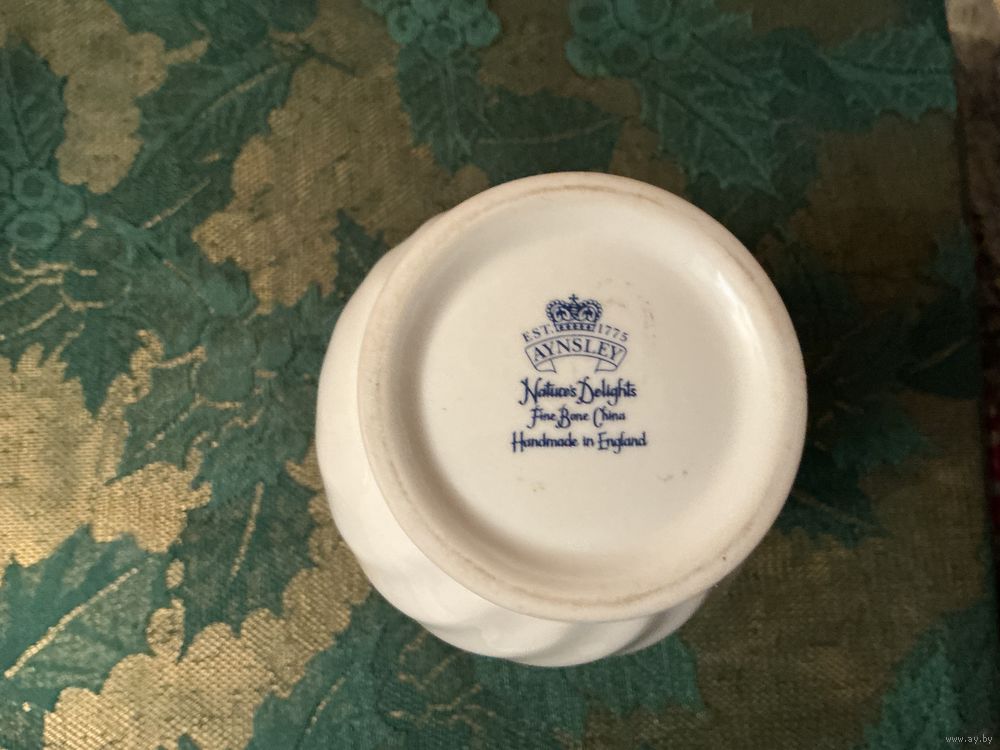 EST. 1775
AYNSLEY
Nature's Delights
Fine Bone China
Handmade in England
www.ay.by